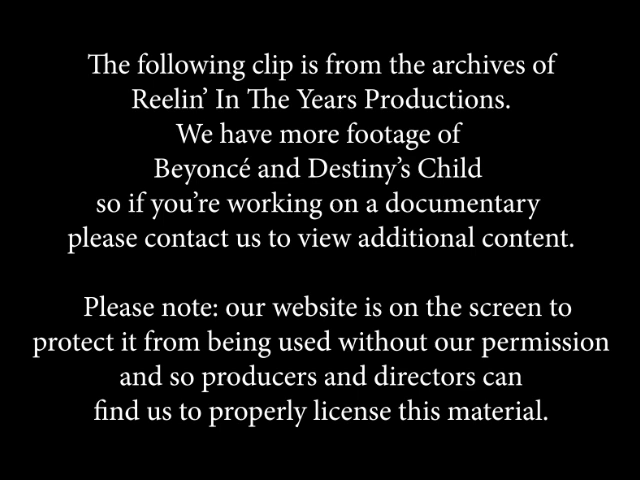 The following clip is from the archives of
Reelin’ In The Years Productions.
We have more footage of
Beyoncé and Destiny’s Child
so if you’re working on a documentary
please contact us to view additional content.
Please note: our website is on the screen to
protect it from being used without our permission
and so producers and directors can
find us to properly license this material.